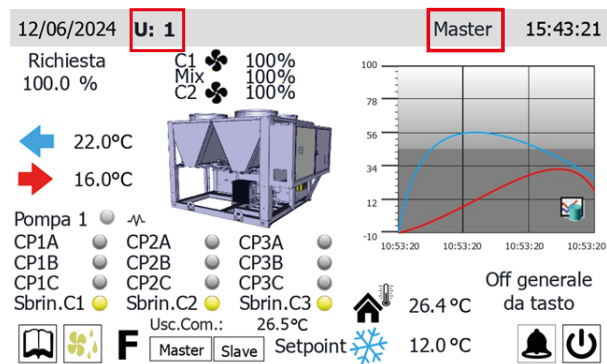 12/06/2024 U: 1 Master 15:43:21
Richiesta
100.0 %
C1 100%
Mix 100%
C2 100%
22.0°C
16.0°C
Pompa 1
CP1A CP2A CP3A
CP1B CP2B CP3B
CP1C CP2C CP3C
Sbrin.C1 Sbrin.C2 Sbrin.C3
100
78
56
34
12
-10
10:53:20 10:53:20 10:53:20 10:53:20
Off generale
da tasto
26.4 °C
F
Usc.Com.: 26.5°C
Master Slave
Setpoint 12.0 °C